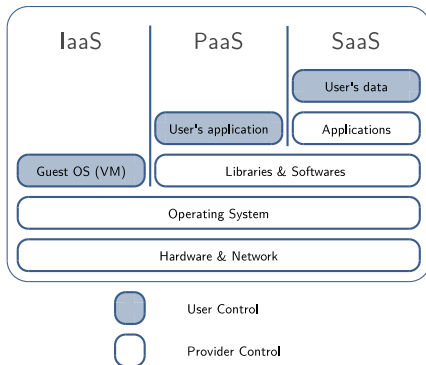 IaaS
PaaS
SaaS
User's data
User's application
Applications
Guest OS (VM)
Libraries & Softwares
Operating System
Hardware & Network
User Control
Provider Control